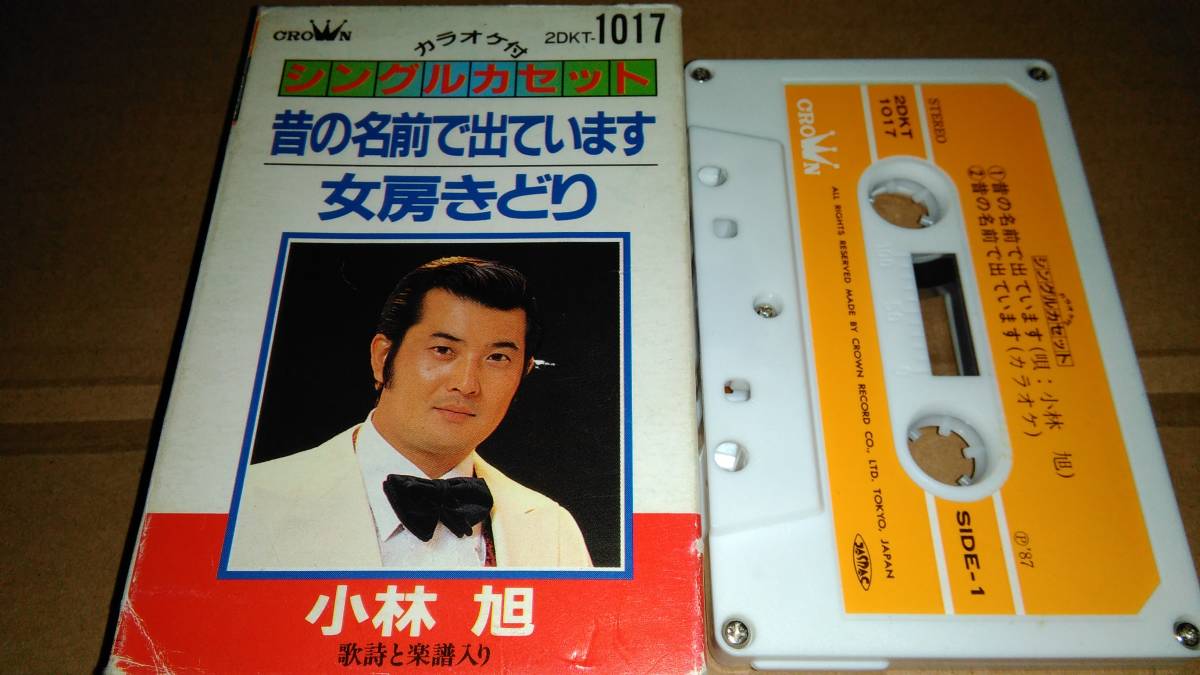 CROWN
カラオケ付
2DKT-1017
シングルカセット
昔の名前で出ています
女房きどり
小林 旭
歌詩と楽譜入り
CROWN
2DKT
1017
STEREO
シングルカセット
①昔の名前で出ています(唄:小林 旭)
②昔の名前で出ています(カラオケ)
ALL RIGHTS RESERVED MADE BY CROWN RECORD CO., LTD. TOKYO, JAPAN
JASRAC
SIDE-1
Ⓟ'87